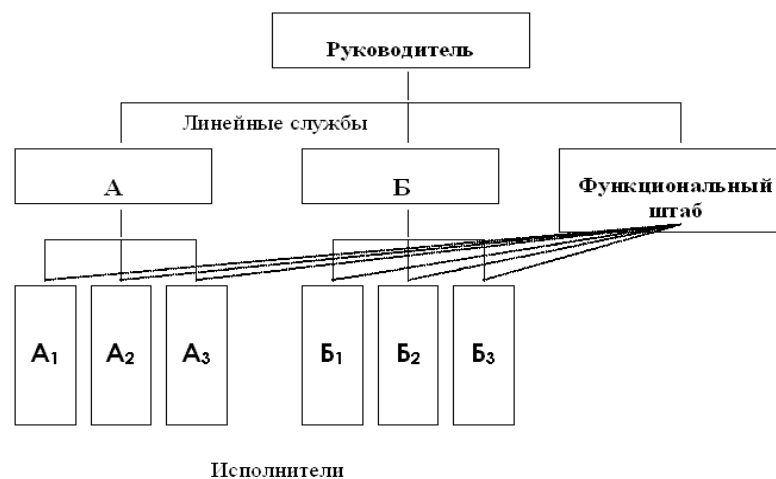 Руководитель
Линейные службы
А
Б
Функциональный
штаб
А₁
А₂
А₃
Б₁
Б₂
Б₃
Исполнители